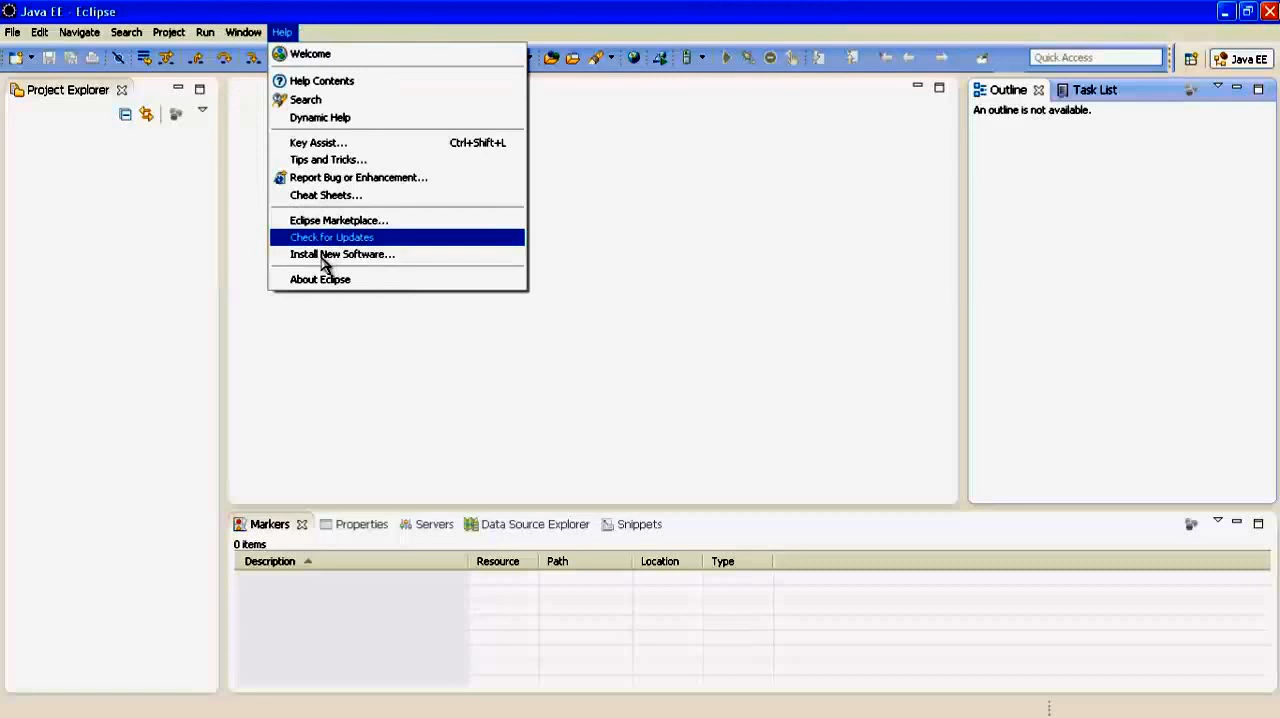 Java EE - Eclipse
File Edit Navigate Search Project Run Window Help
Quick Access
Java EE
Welcome
Help Contents
Search
Dynamic Help
Key Assist... Ctrl+Shift+L
Tips and Tricks...
Report Bug or Enhancement...
Cheat Sheets...
Eclipse Marketplace...
Check for Updates
Install New Software...
About Eclipse
Project Explorer
Outline Task List
An outline is not available.
Markers Properties Servers Data Source Explorer Snippets
0 items
Description Resource Path Location Type